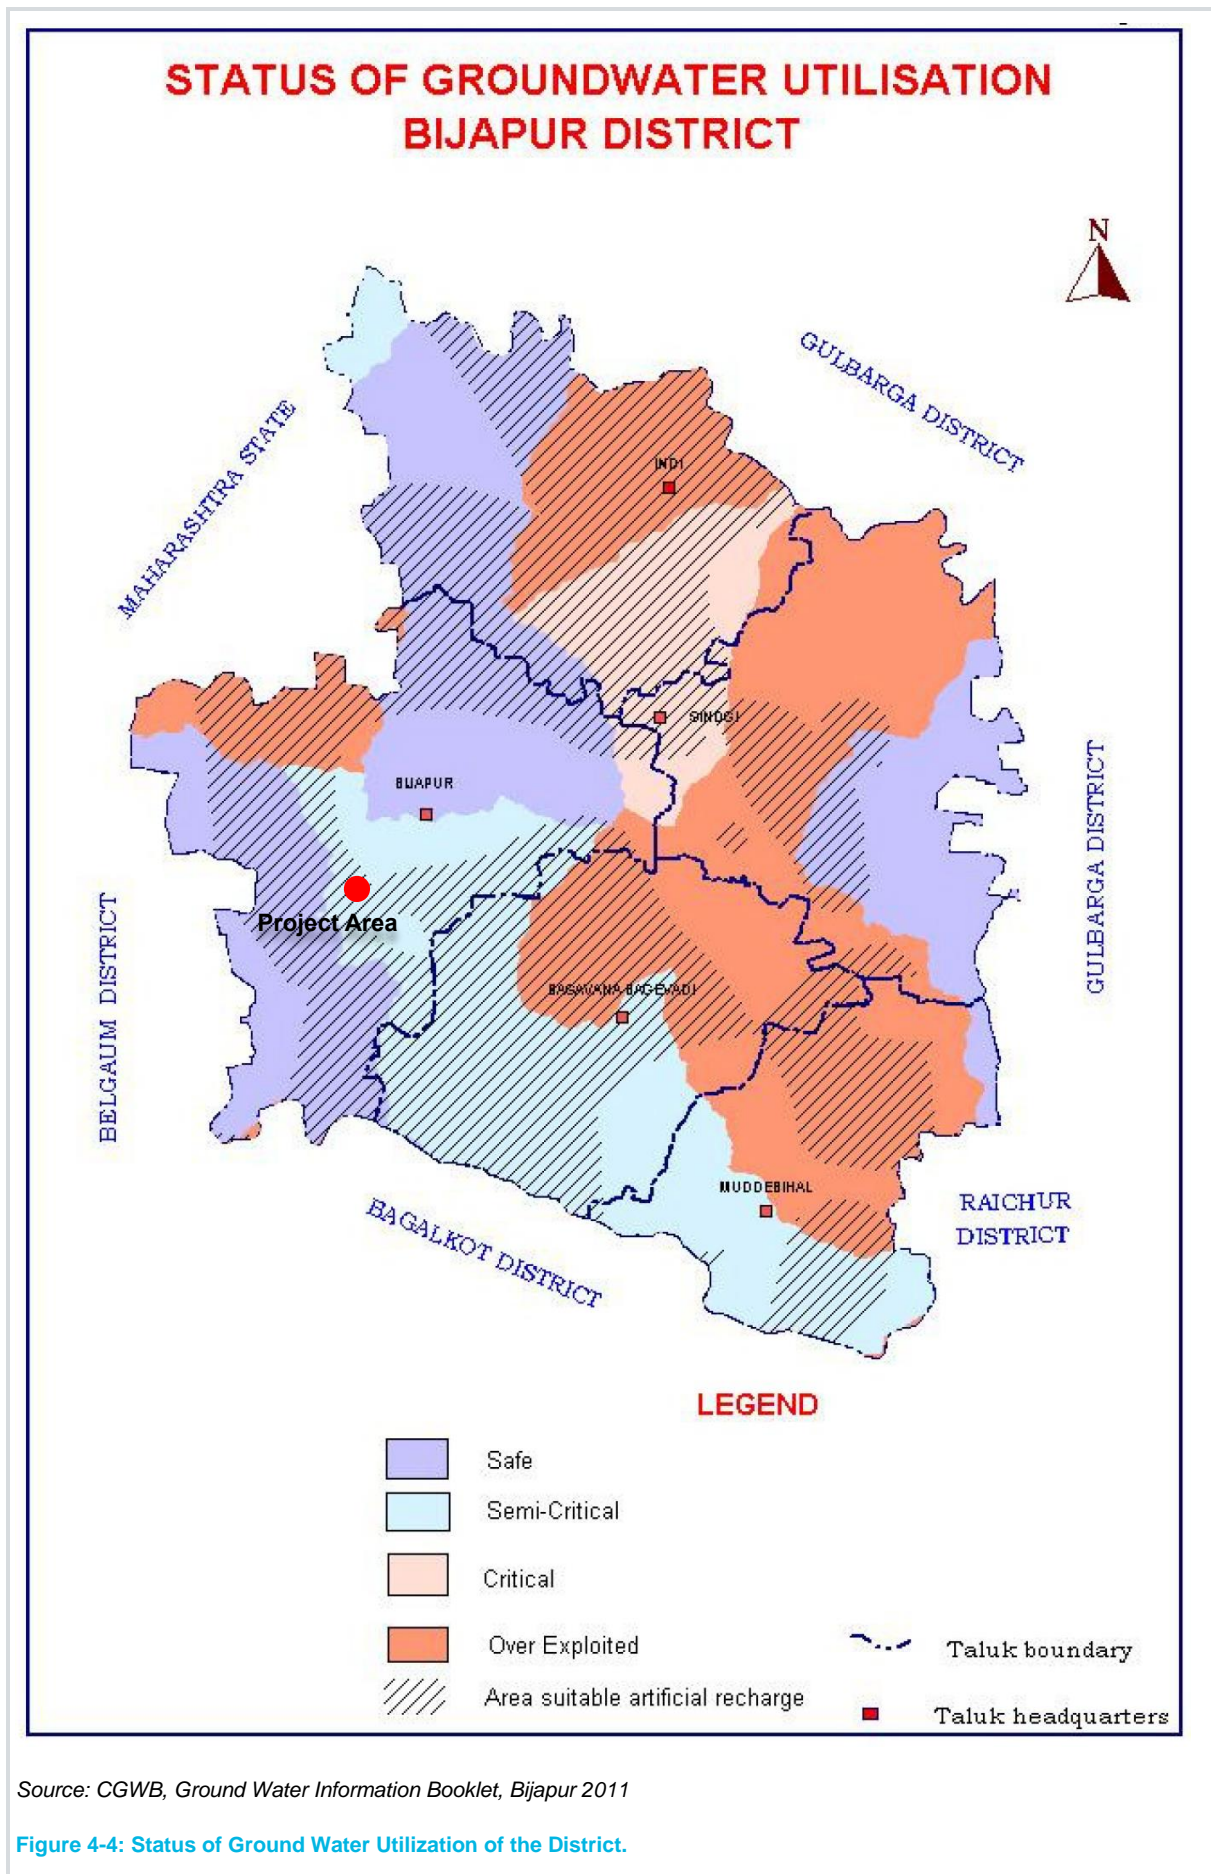 STATUS OF GROUNDWATER UTILISATION
BIJAPUR DISTRICT
N
GULBARGA DISTRICT
MAHARASHTRA STATE
INDI
SINDGI
BIJAPUR
GULBARGA DISTRICT
Project Area
BELGAUM DISTRICT
BASAVANA BAGEVADI
MUDDEBIHAL
RAICHUR
DISTRICT
BAGALKOT DISTRICT
LEGEND
Safe
Semi-Critical
Critical
Over Exploited
Taluk boundary
Area suitable artificial recharge
Taluk headquarters
Source: CGWB, Ground Water Information Booklet, Bijapur 2011
Figure 4-4: Status of Ground Water Utilization of the District.